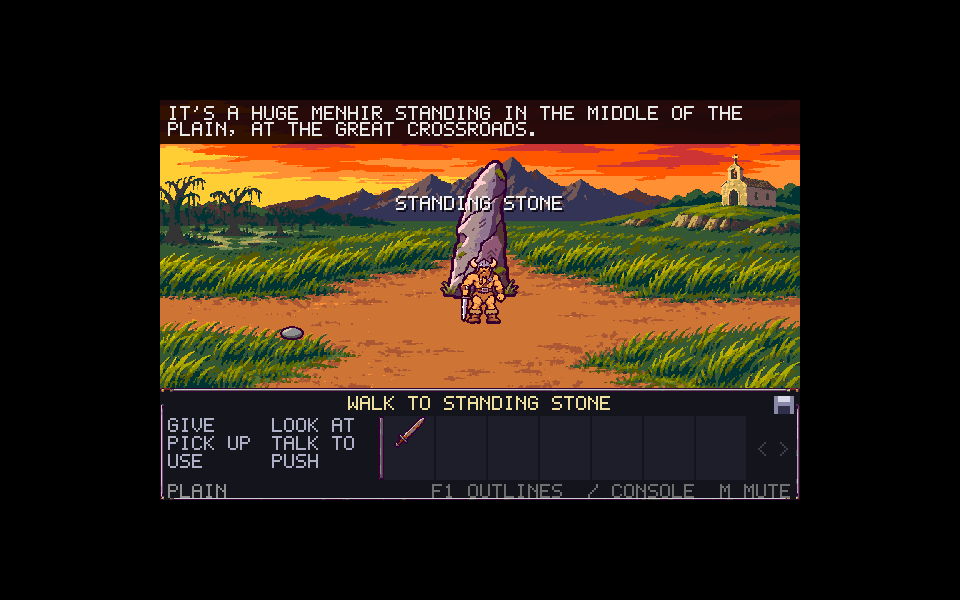 IT'S A HUGE MENHIR STANDING IN THE MIDDLE OF THE
PLAIN, AT THE GREAT CROSSROADS.
STANDING STONE
WALK TO STANDING STONE
GIVE LOOK AT
PICK UP TALK TO
USE PUSH
< >
PLAIN F1 OUTLINES / CONSOLE M MUTE